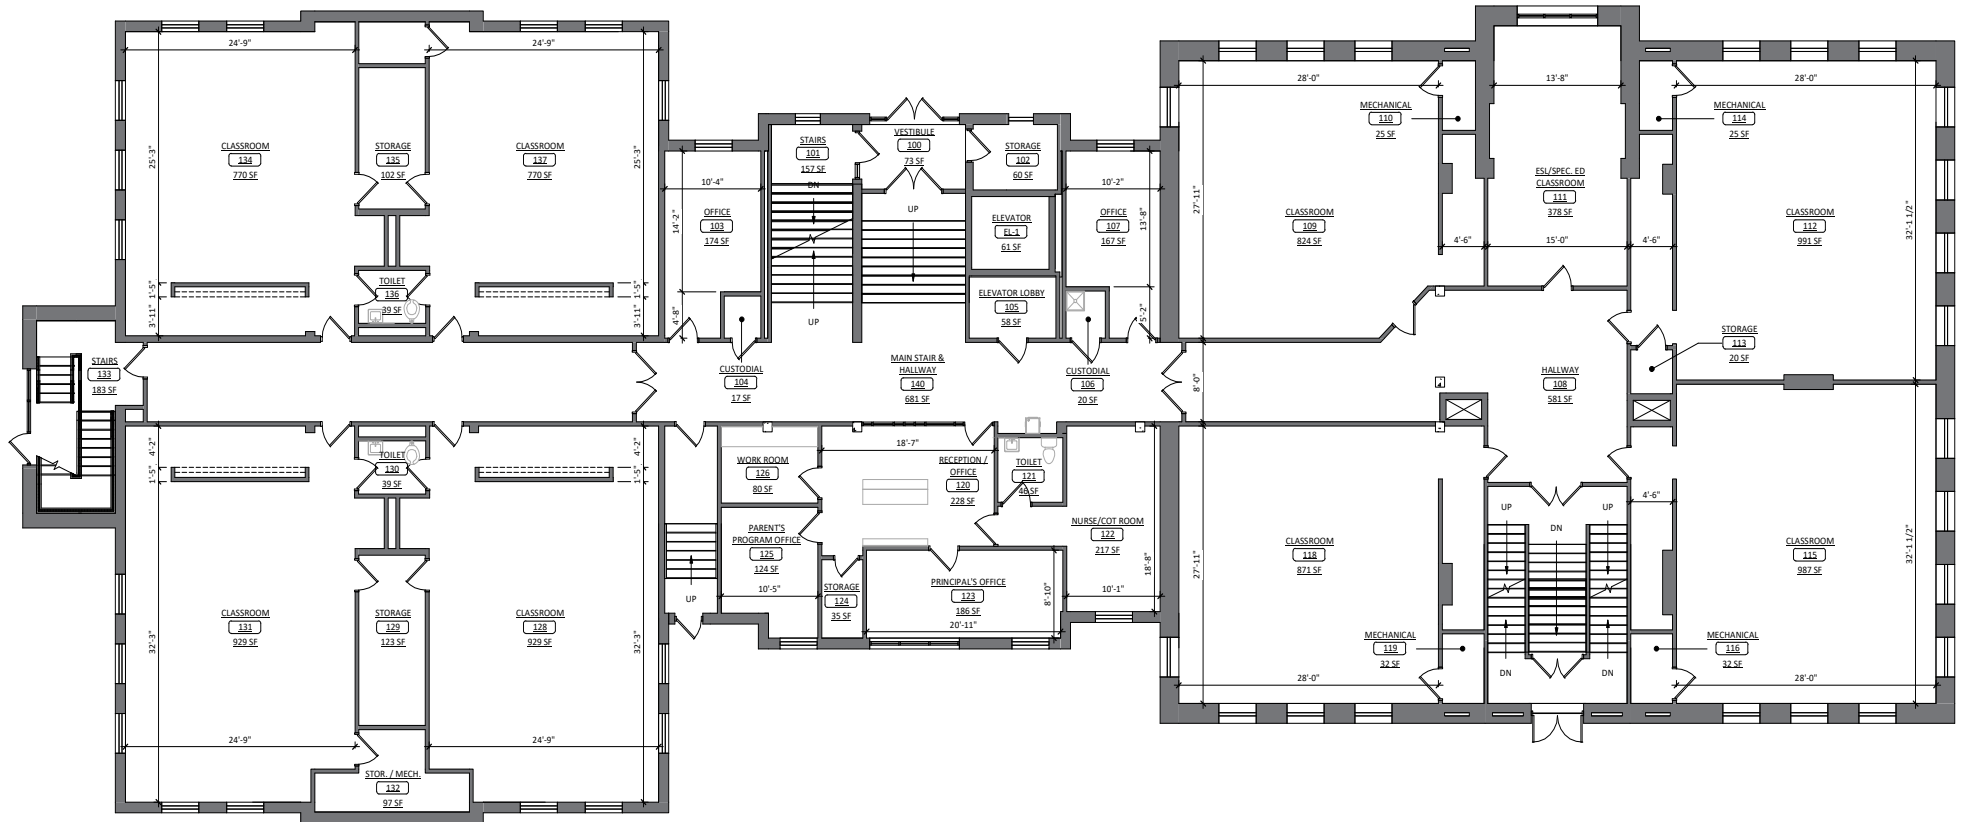 24'-9"
24'-9"
28'-0"
13'-8"
28'-0"
CLASSROOM
134
770 SF
25'-3"
1'-5"
3'-11"
STORAGE
135
102 SF
CLASSROOM
137
770 SF
25'-3"
1'-5"
3'-11"
TOILET
136
39 SF
STAIRS
133
183 SF
10'-4"
14'-2"
OFFICE
103
174 SF
4'-8"
STAIRS
101
157 SF
DN
UP
VESTIBULE
100
73 SF
UP
STORAGE
102
60 SF
ELEVATOR
EL-1
61 SF
ELEVATOR LOBBY
105
58 SF
10'-2"
OFFICE
107
167 SF
13'-8"
5'-2"
CUSTODIAL
104
17 SF
MAIN STAIR &
HALLWAY
140
681 SF
CUSTODIAL
106
20 SF
8'-0"
27'-11"
CLASSROOM
109
824 SF
MECHANICAL
110
25 SF
4'-6"
ESL/SPEC. ED
CLASSROOM
111
378 SF
15'-0"
4'-6"
MECHANICAL
114
25 SF
CLASSROOM
112
991 SF
32'-1 1/2"
STORAGE
113
20 SF
HALLWAY
108
581 SF
4'-2"
1'-5"
TOILET
130
39 SF
4'-2"
1'-5"
CLASSROOM
131
929 SF
32'-3"
STORAGE
129
123 SF
CLASSROOM
128
929 SF
32'-3"
24'-9"
24'-9"
STOR. / MECH.
132
97 SF
UP
WORK ROOM
126
80 SF
PARENT'S
PROGRAM OFFICE
125
124 SF
10'-5"
18'-7"
RECEPTION /
OFFICE
120
228 SF
STORAGE
124
35 SF
PRINCIPAL'S OFFICE
123
186 SF
20'-11"
8'-10"
TOILET
121
46 SF
NURSE/COT ROOM
122
217 SF
10'-1"
18'-8"
27'-11"
CLASSROOM
118
871 SF
MECHANICAL
119
32 SF
28'-0"
UP
DN
UP
DN
DN
4'-6"
MECHANICAL
116
32 SF
CLASSROOM
115
987 SF
32'-1 1/2"
28'-0"